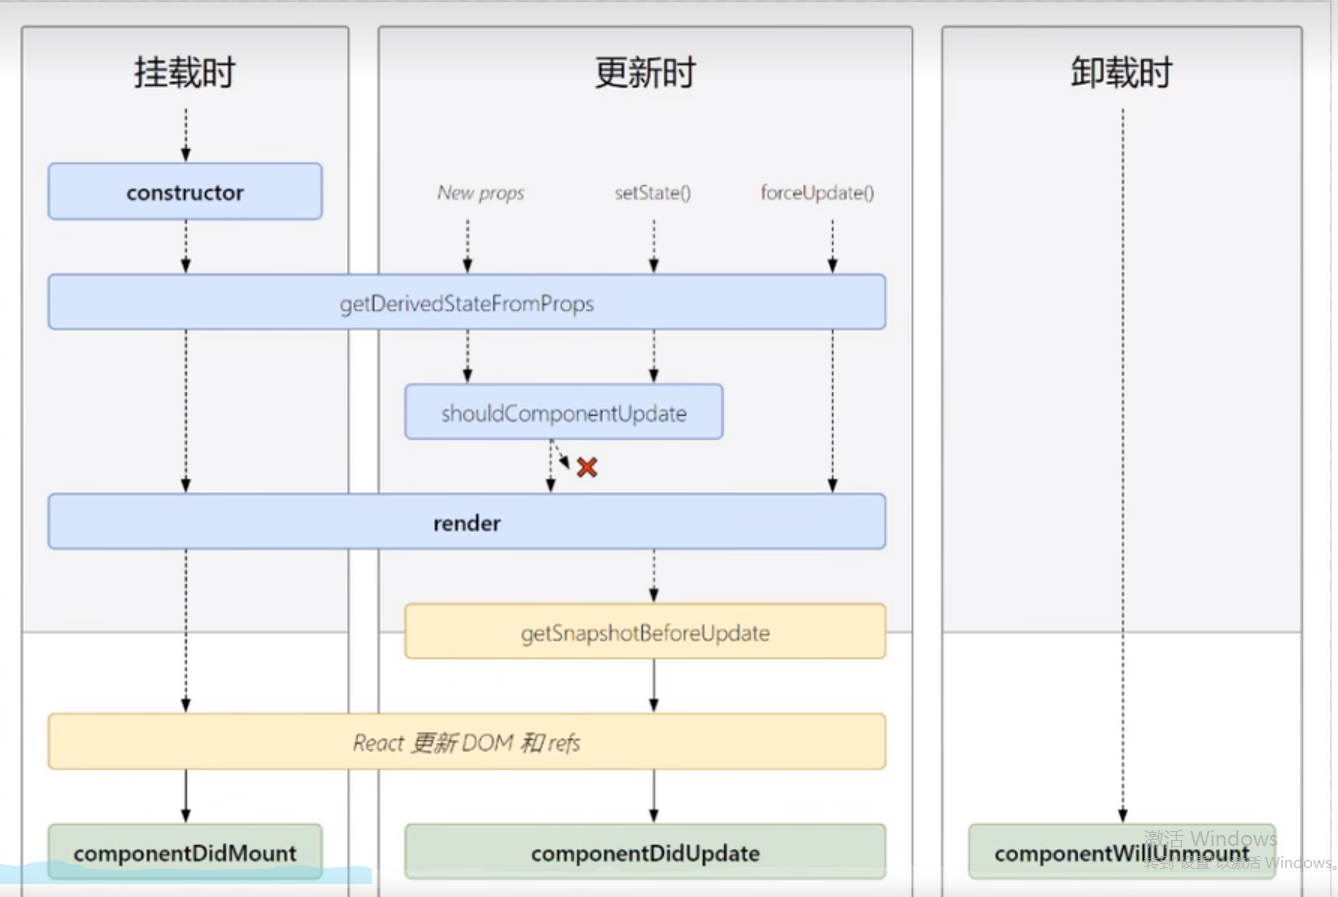 挂载时
更新时
卸载时
constructor
New props
setState()
forceUpdate()
getDerivedStateFromProps
shouldComponentUpdate
render
getSnapshotBeforeUpdate
React 更新 DOM 和 refs
componentDidMount
componentDidUpdate
componentWillUnmount
激活 Windows
转到"设置"以激活 Windows。